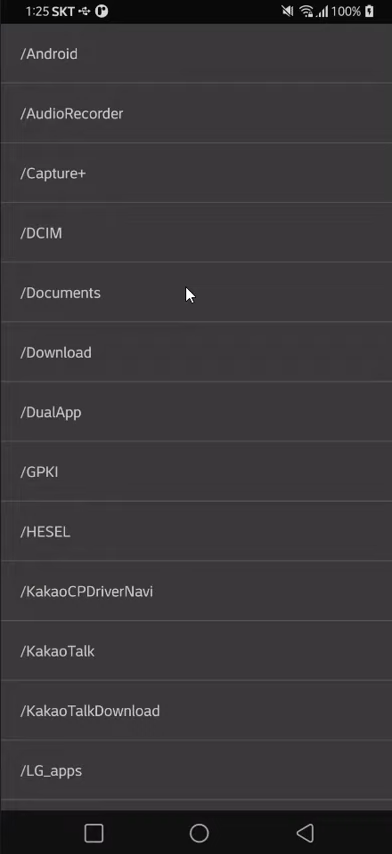 1:25 SKT 100%
/Android
/AudioRecorder
/Capture+
/DCIM
/Documents
/Download
/DualApp
/GPKI
/HESEL
/KakaoCPDriverNavi
/KakaoTalk
/KakaoTalkDownload
/LG_apps